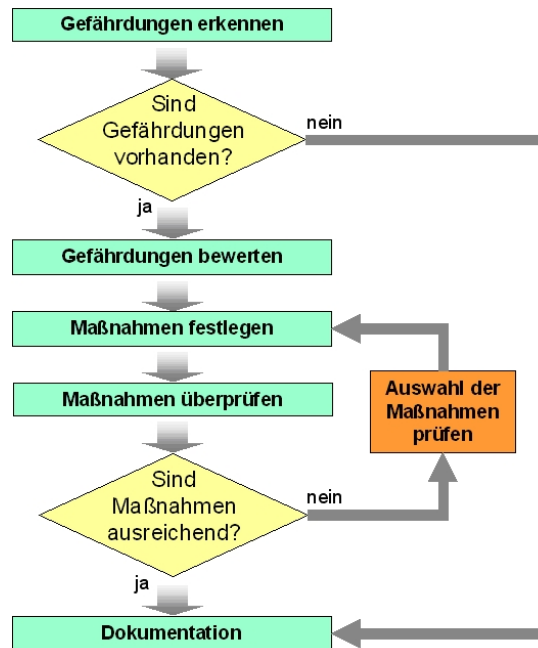 Gefährdungen erkennen
Sind
Gefährdungen
vorhanden?
nein
ja
Gefährdungen bewerten
Maßnahmen festlegen
Maßnahmen überprüfen
Auswahl der
Maßnahmen
prüfen
Sind
Maßnahmen
ausreichend?
nein
ja
Dokumentation